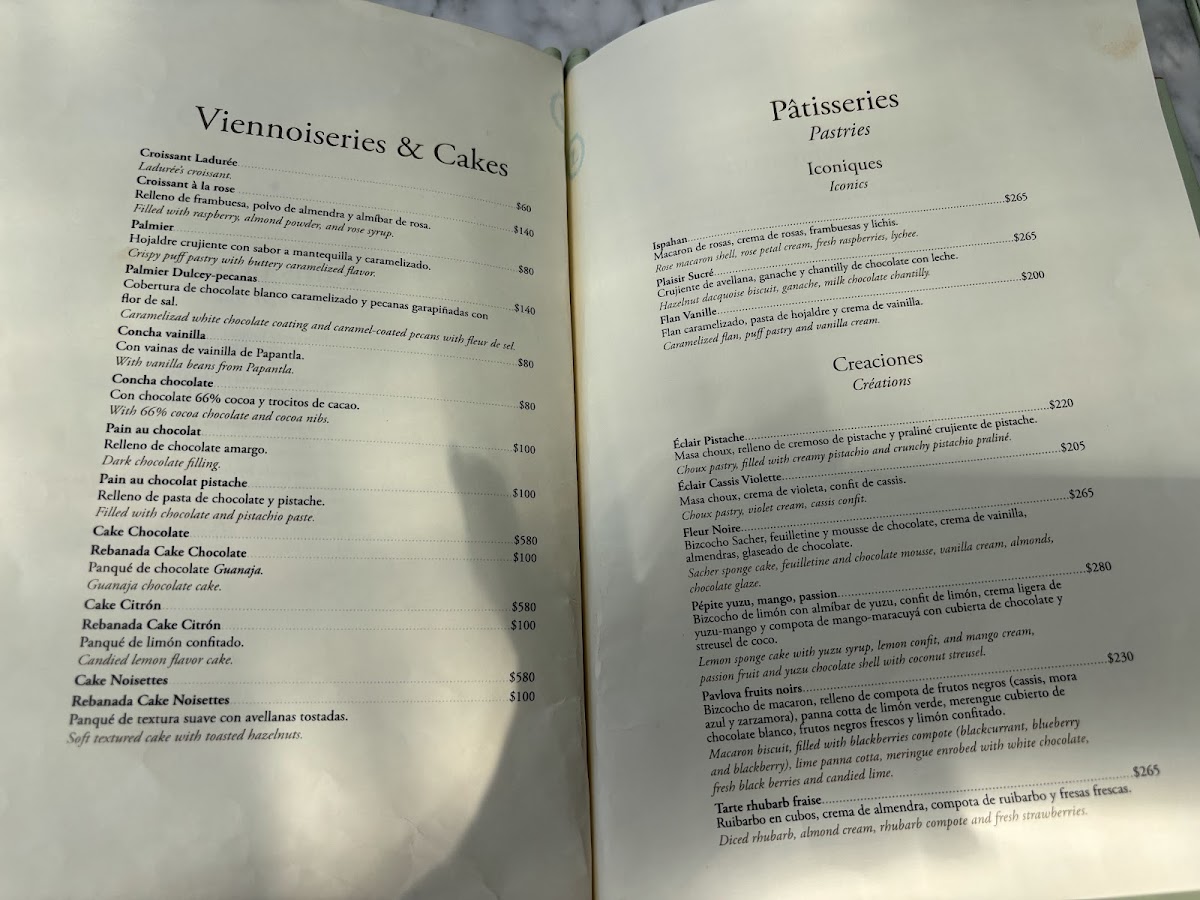 Viennoiseries & Cakes
Croissant Ladurée $60
Ladurée's croissant.
Croissant à la rose $140
Relleno de frambuesa, polvo de almendra y almíbar de rosa.
Filled with raspberry, almond powder, and rose syrup.
Palmier $80
Hojaldre crujiente con sabor a mantequilla y caramelizado.
Crispy puff pastry with buttery caramelized flavor.
Palmier Dulcey-pecanas $140
Cobertura de chocolate blanco caramelizado y pecanas garapiñadas con
flor de sal.
Caramelizad white chocolate coating and caramel-coated pecans with fleur de sel.
Concha vainilla $80
Con vainas de vainilla de Papantla.
With vanilla beans from Papantla.
Concha chocolate $80
Con chocolate 66% cocoa y trocitos de cacao.
With 66% cocoa chocolate and cocoa nibs.
Pain au chocolat $100
Relleno de chocolate amargo.
Dark chocolate filling.
Pain au chocolat pistache $100
Relleno de pasta de chocolate y pistache.
Filled with chocolate and pistachio paste.
Cake Chocolate $580
Rebanada Cake Chocolate $100
Panqué de chocolate Guanaja.
Guanaja chocolate cake.
Cake Citrón $580
Rebanada Cake Citrón $100
Panqué de limón confitado.
Candied lemon flavor cake.
Cake Noisettes $580
Rebanada Cake Noisettes $100
Panqué de textura suave con avellanas tostadas.
Soft textured cake with toasted hazelnuts.
Pâtisseries
Pastries
Iconiques
Iconics
Ispahan $265
Macaron de rosas, crema de rosas, frambuesas y lichis.
Rose macaron shell, rose petal cream, fresh raspberries, lychee.
Plaisir Sucré $265
Crujiente de avellana, ganache y chantilly de chocolate con leche.
Hazelnut dacquoise biscuit, ganache, milk chocolate chantilly.
Flan Vanille $200
Flan caramelizado, pasta de hojaldre y crema de vainilla.
Caramelized flan, puff pastry and vanilla cream.
Creaciones
Créations
Éclair Pistache $220
Masa choux, relleno de cremoso de pistache y praliné crujiente de pistache.
Choux pastry, filled with creamy pistachio and crunchy pistachio praliné.
Éclair Cassis Violette $205
Masa choux, crema de violeta, confit de cassis.
Choux pastry, violet cream, cassis confit.
Fleur Noire $265
Bizcocho Sacher, feuilletine y mousse de chocolate, crema de vainilla,
almendras, glaseado de chocolate.
Sacher sponge cake, feuilletine and chocolate mousse, vanilla cream, almonds,
chocolate glaze.
Pépite yuzu, mango, passion $280
Bizcocho de limón con almíbar de yuzu, confit de limón, crema ligera de
yuzu-mango y compota de mango-maracuyá con cubierta de chocolate y
streusel de coco.
Lemon sponge cake with yuzu syrup, lemon confit, and mango cream,
passion fruit and yuzu chocolate shell with coconut streusel.
Pavlova fruits noirs $230
Bizcocho de macaron, relleno de compota de frutos negros (cassis, mora
azul y zarzamora), panna cotta de limón verde, merengue cubierto de
chocolate blanco, frutos negros frescos y limón confitado.
Macaron biscuit, filled with blackberries compote (blackcurrant, blueberry
and blackberry), lime panna cotta, meringue enrobed with white chocolate,
fresh black berries and candied lime.
Tarte rhubarb fraise $265
Ruibarbo en cubos, crema de almendra, compota de ruibarbo y fresas frescas.
Diced rhubarb, almond cream, rhubarb compote and fresh strawberries.